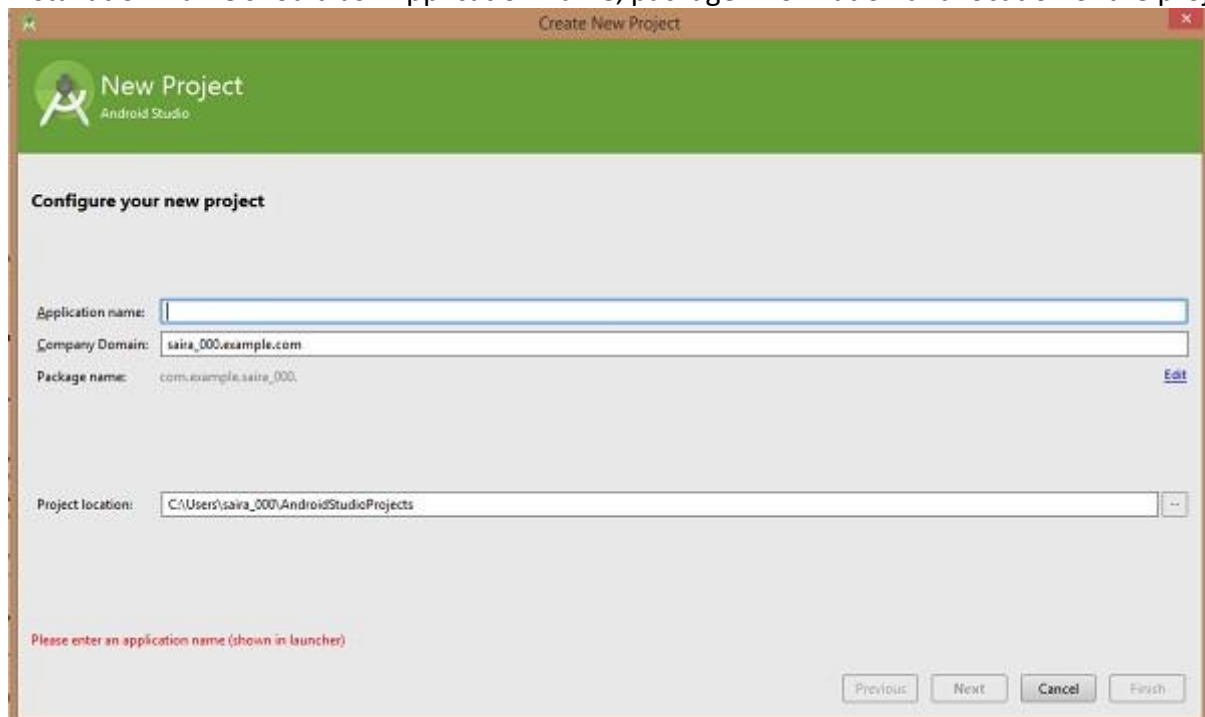 Create New Project
New Project
Android Studio
Configure your new project
Application name:
Company Domain: saira_000.example.com
Package name: com.example.saira_000. Edit
Project location: C:\Users\saira_000\AndroidStudioProjects ...
Please enter an application name (shown in launcher)
Previous Next Cancel Finish